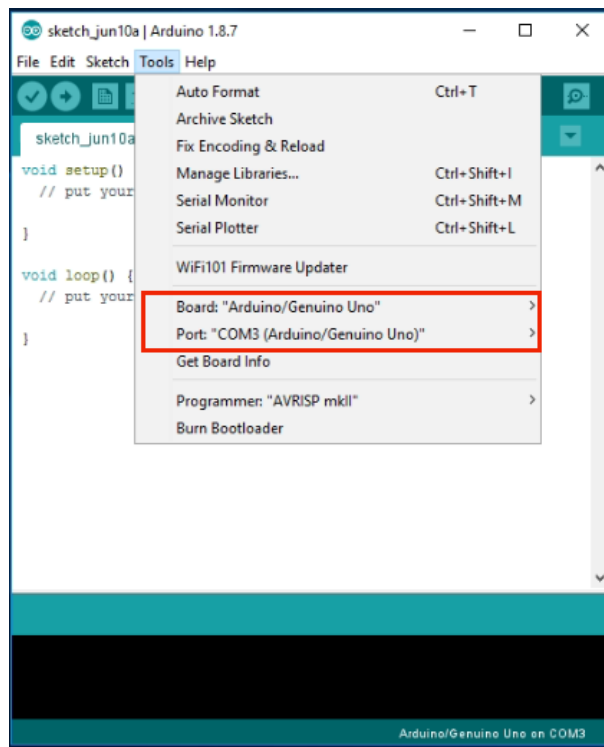 sketch_jun10a | Arduino 1.8.7
File Edit Sketch Tools Help
sketch_jun10a
void setup()
// put your
}
void loop() {
// put your
}
Auto Format Ctrl+T
Archive Sketch
Fix Encoding & Reload
Manage Libraries... Ctrl+Shift+I
Serial Monitor Ctrl+Shift+M
Serial Plotter Ctrl+Shift+L
WiFi101 Firmware Updater
Board: "Arduino/Genuino Uno"
Port: "COM3 (Arduino/Genuino Uno)"
Get Board Info
Programmer: "AVRISP mkII"
Burn Bootloader
Arduino/Genuino Uno on COM3